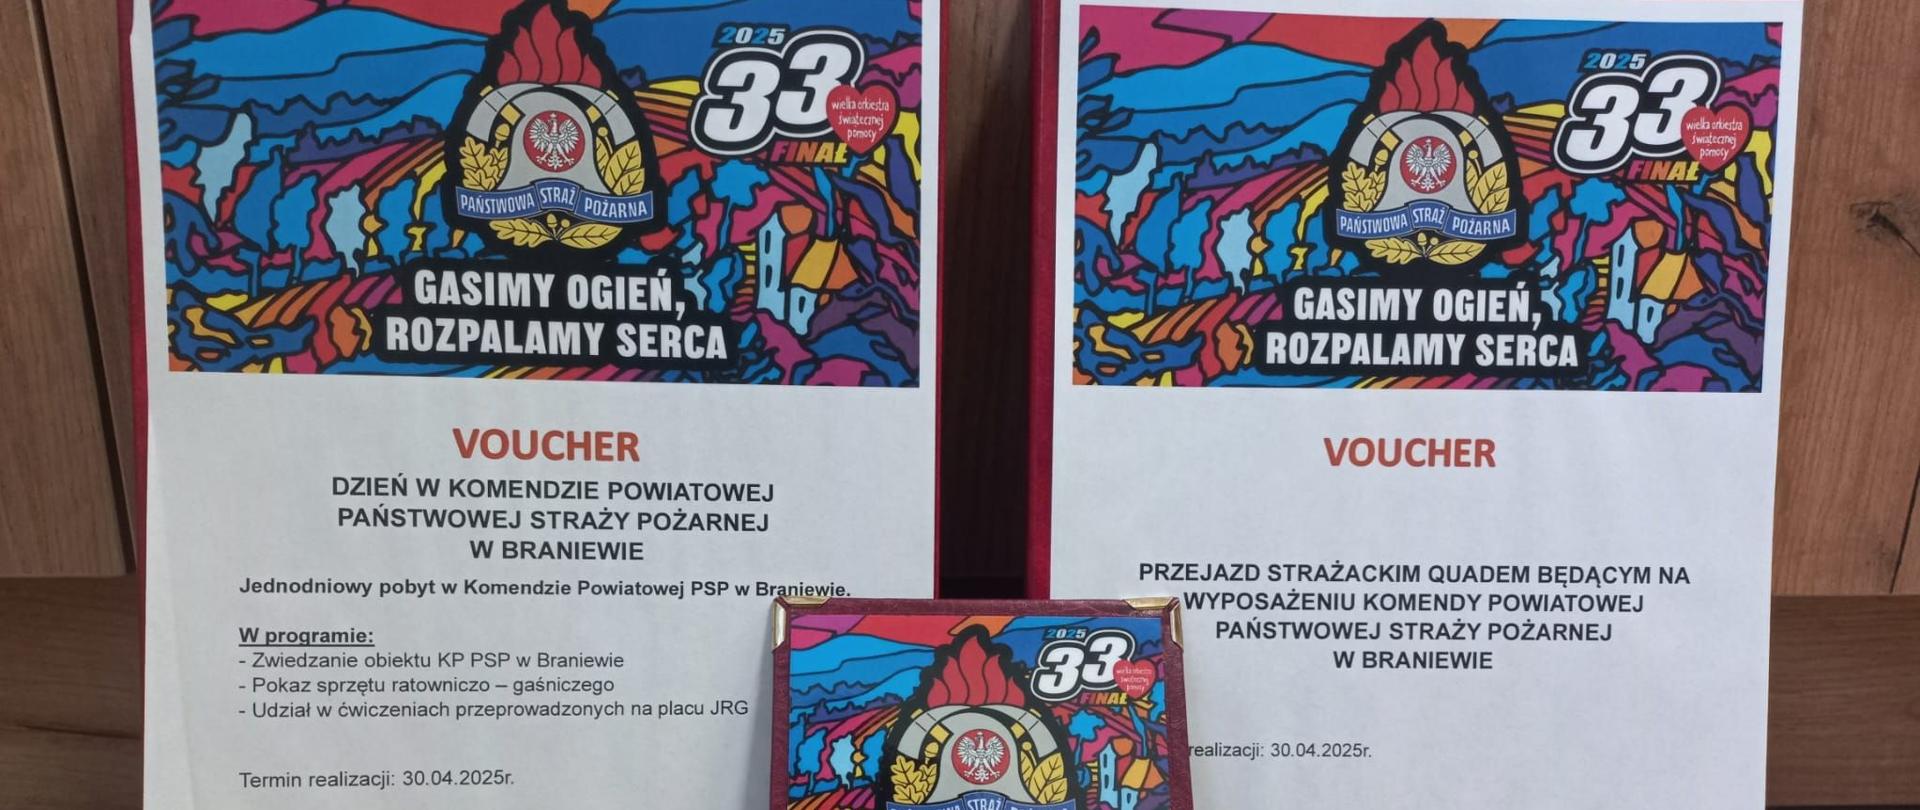 2025
33
wielka orkiestra
świątecznej
pomocy
FINAŁ
PAŃSTWOWA STRAŻ POŻARNA
GASIMY OGIEŃ,
ROZPALAMY SERCA
VOUCHER
DZIEŃ W KOMENDZIE POWIATOWEJ
PAŃSTWOWEJ STRAŻY POŻARNEJ
W BRANIEWIE
Jednodniowy pobyt w Komendzie Powiatowej PSP w Braniewie.
W programie:
- Zwiedzanie obiektu KP PSP w Braniewie
- Pokaz sprzętu ratowniczo – gaśniczego
- Udział w ćwiczeniach przeprowadzonych na placu JRG
Termin realizacji: 30.04.2025r.
2025
33
wielka orkiestra
świątecznej
pomocy
FINAŁ
PAŃSTWOWA STRAŻ POŻARNA
GASIMY OGIEŃ,
ROZPALAMY SERCA
VOUCHER
PRZEJAZD STRAŻACKIM QUADEM BĘDĄCYM NA
WYPOSAŻENIU KOMENDY POWIATOWEJ
PAŃSTWOWEJ STRAŻY POŻARNEJ
W BRANIEWIE
realizacji: 30.04.2025r.
2025
33
wielka orkiestra
świątecznej
pomocy
FINAŁ
PAŃSTWOWA STRAŻ POŻARNA